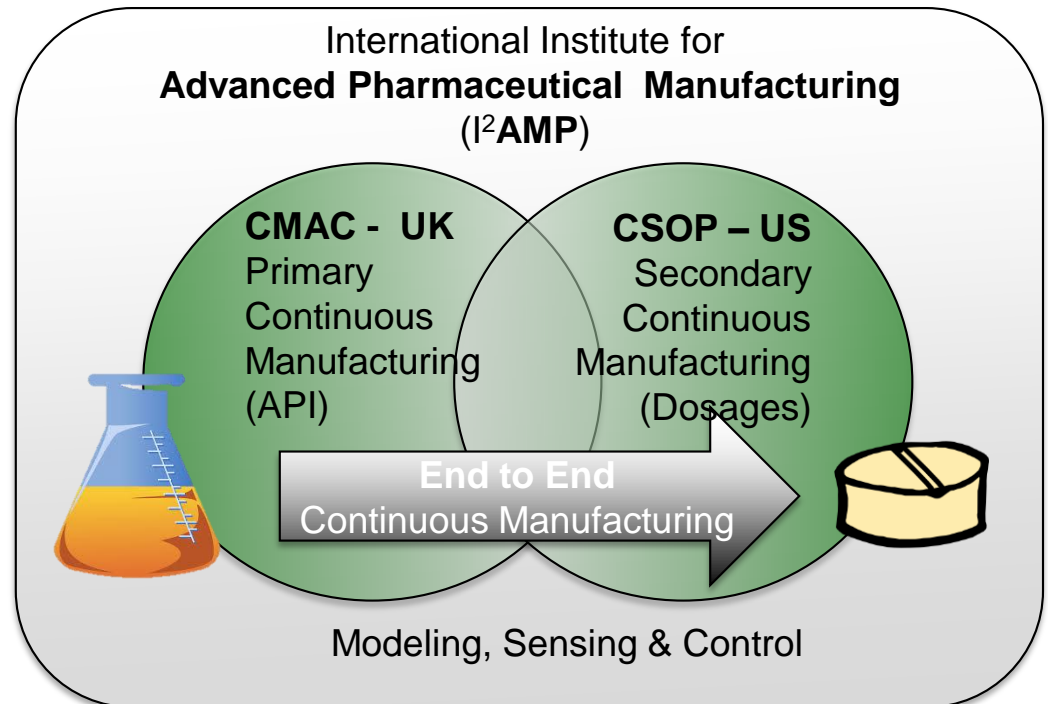 International Institute for
Advanced Pharmaceutical Manufacturing
(I²AMP)
CMAC - UK
Primary
Continuous
Manufacturing
(API)
CSOP – US
Secondary
Continuous
Manufacturing
(Dosages)
End to End
Continuous Manufacturing
Modeling, Sensing & Control